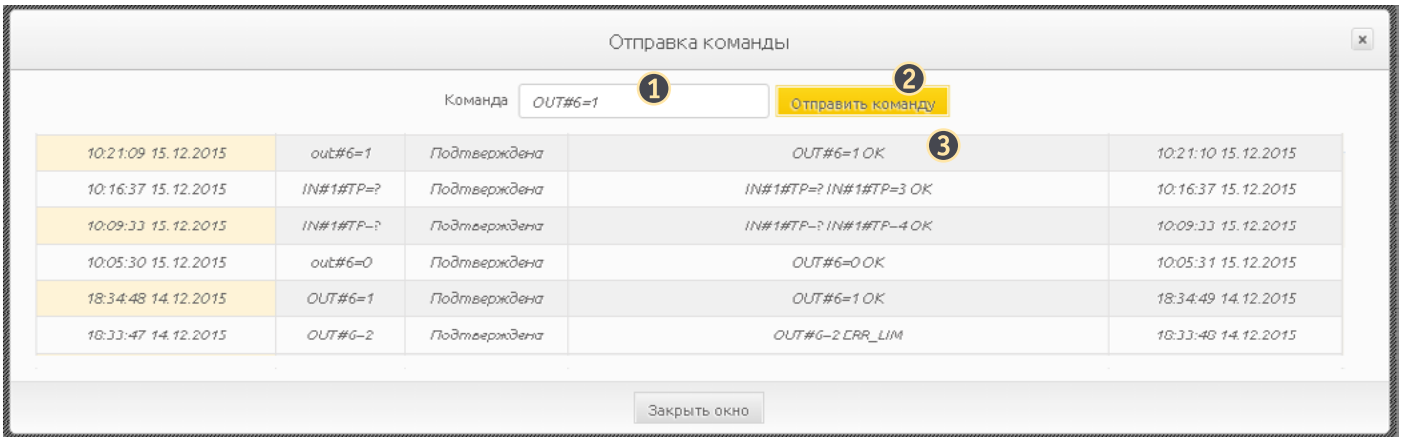 Отправка команды
×
Команда OUT#6=1 1 Отправить команду 2
3
10:21:09 15.12.2015 out#6=1 Подтверждена OUT#6=1 OK 10:21:10 15.12.2015
10:16:37 15.12.2015 IN#1#TP=? Подтверждена IN#1#TP=? IN#1#TP=3 OK 10:16:37 15.12.2015
10:09:33 15.12.2015 IN#1#TP=? Подтверждена IN#1#TP=? IN#1#TP=4 OK 10:09:33 15.12.2015
10:05:30 15.12.2015 out#6=0 Подтверждена OUT#6=0 OK 10:05:31 15.12.2015
18:34:48 14.12.2015 OUT#6=1 Подтверждена OUT#6=1 OK 18:34:49 14.12.2015
18:33:47 14.12.2015 OUT#6=2 Подтверждена OUT#6=2 ERR_LIM 18:33:48 14.12.2015
Закрыть окно